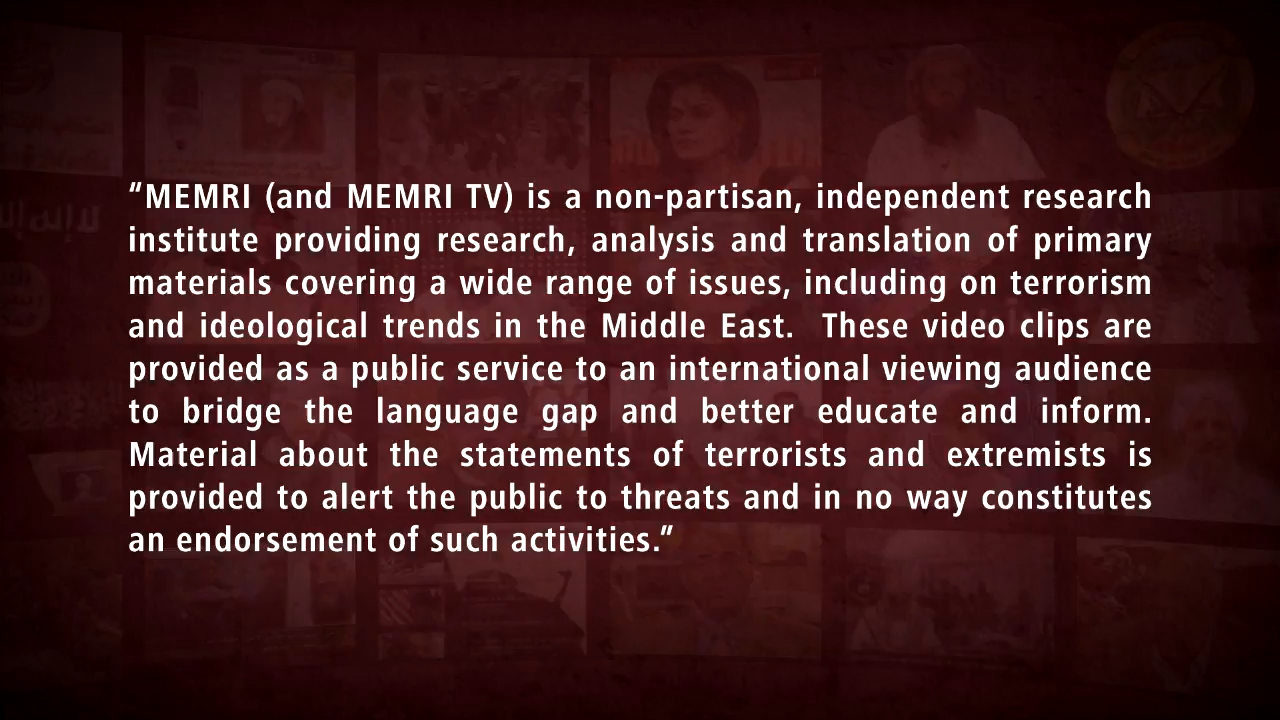 “MEMRI (and MEMRI TV) is a non-partisan, independent research
institute providing research, analysis and translation of primary
materials covering a wide range of issues, including on terrorism
and ideological trends in the Middle East.  These video clips are
provided as a public service to an international viewing audience
to bridge the language gap and better educate and inform.
Material about the statements of terrorists and extremists is
provided to alert the public to threats and in no way constitutes
an endorsement of such activities.”